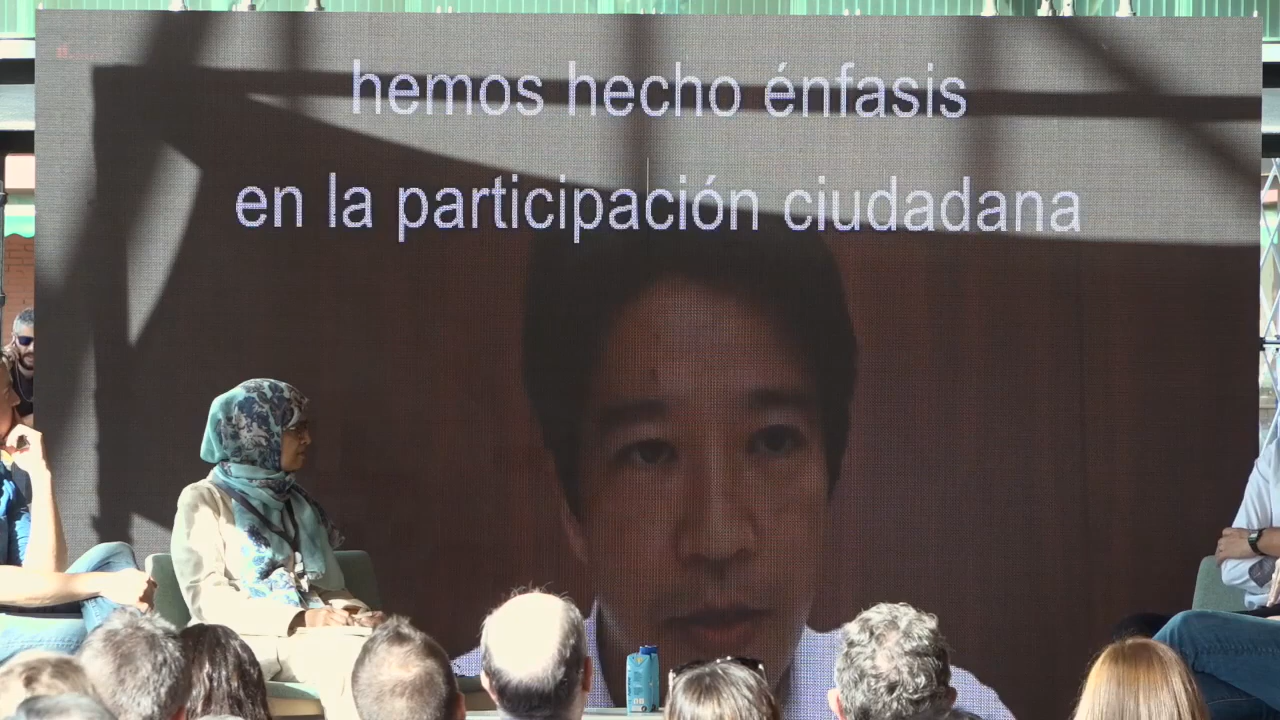 hemos hecho énfasis
en la participación ciudadana